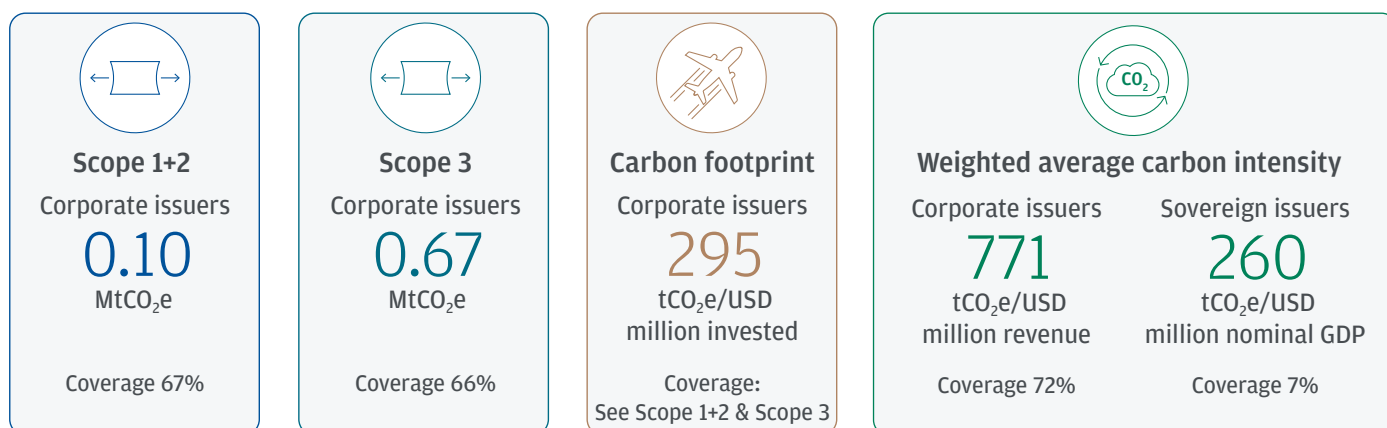 Scope 1+2
Corporate issuers
0.10
MtCO₂e
Coverage 67%
Scope 3
Corporate issuers
0.67
MtCO₂e
Coverage 66%
Carbon footprint
Corporate issuers
295
tCO₂e/USD
million invested
Coverage:
See Scope 1+2 & Scope 3
CO₂
Weighted average carbon intensity
Corporate issuers
771
tCO₂e/USD
million revenue
Coverage 72%
Sovereign issuers
260
tCO₂e/USD
million nominal GDP
Coverage 7%